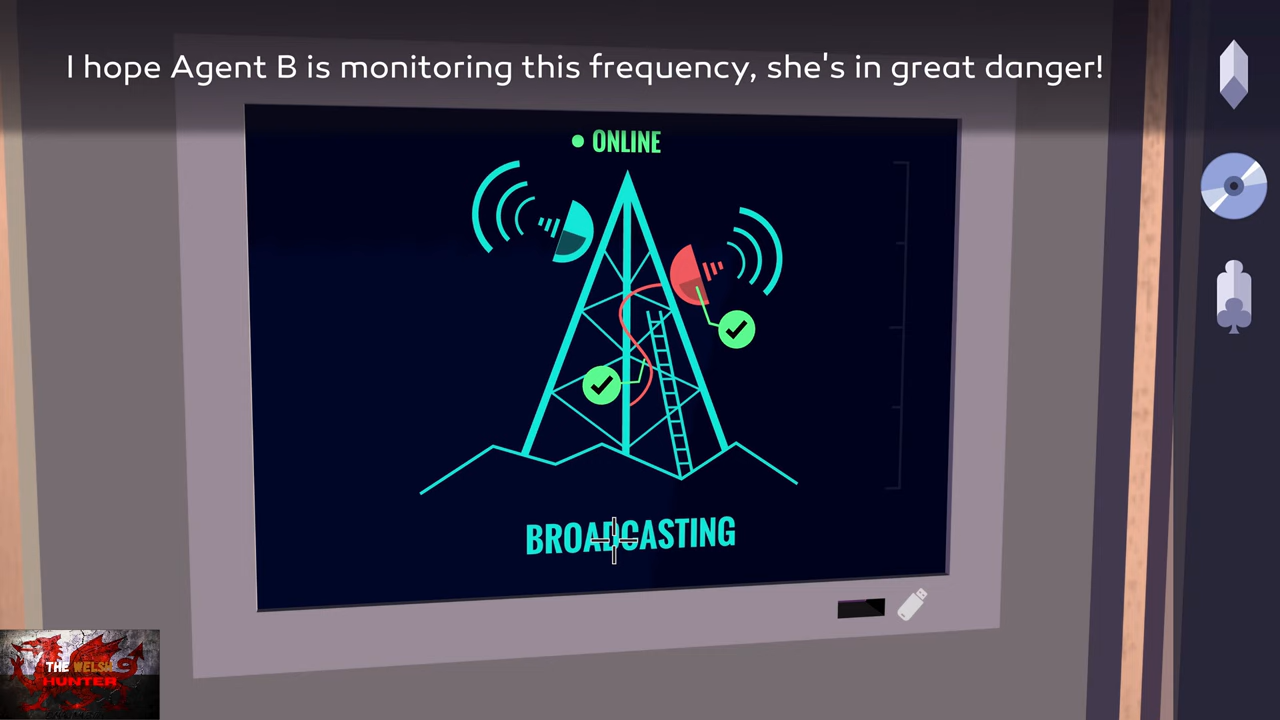 I hope Agent B is monitoring this frequency, she's in great danger!
ONLINE
BROADCASTING
THE WELSH
HUNTER